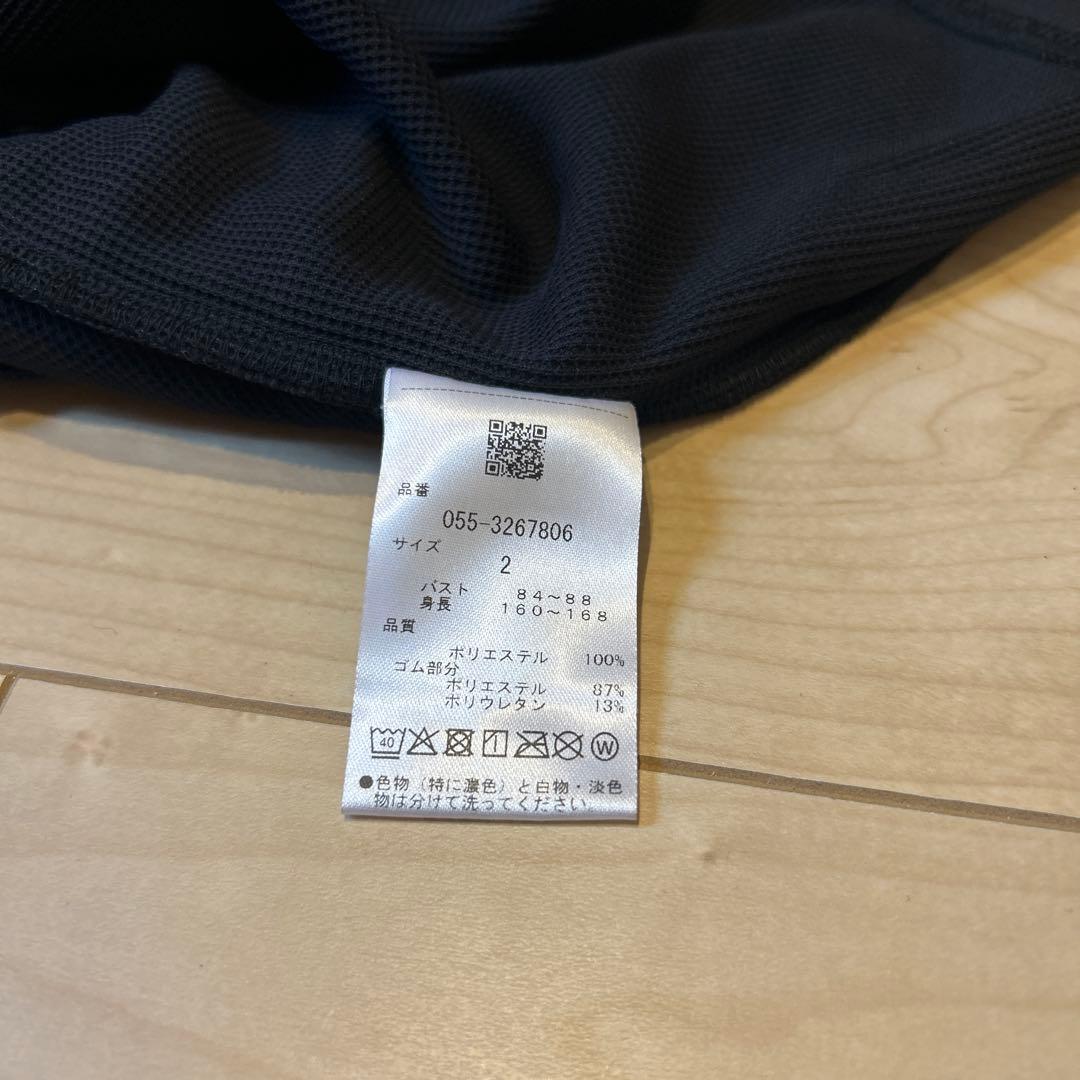 品番
055-3267806
サイズ
2
バスト 84～88
身長 160～168
品質
ポリエステル 100%
ゴム部分
ポリエステル 87%
ポリウレタン 13%
40 W
●色物（特に濃色）と白物・淡色
物は分けて洗ってください